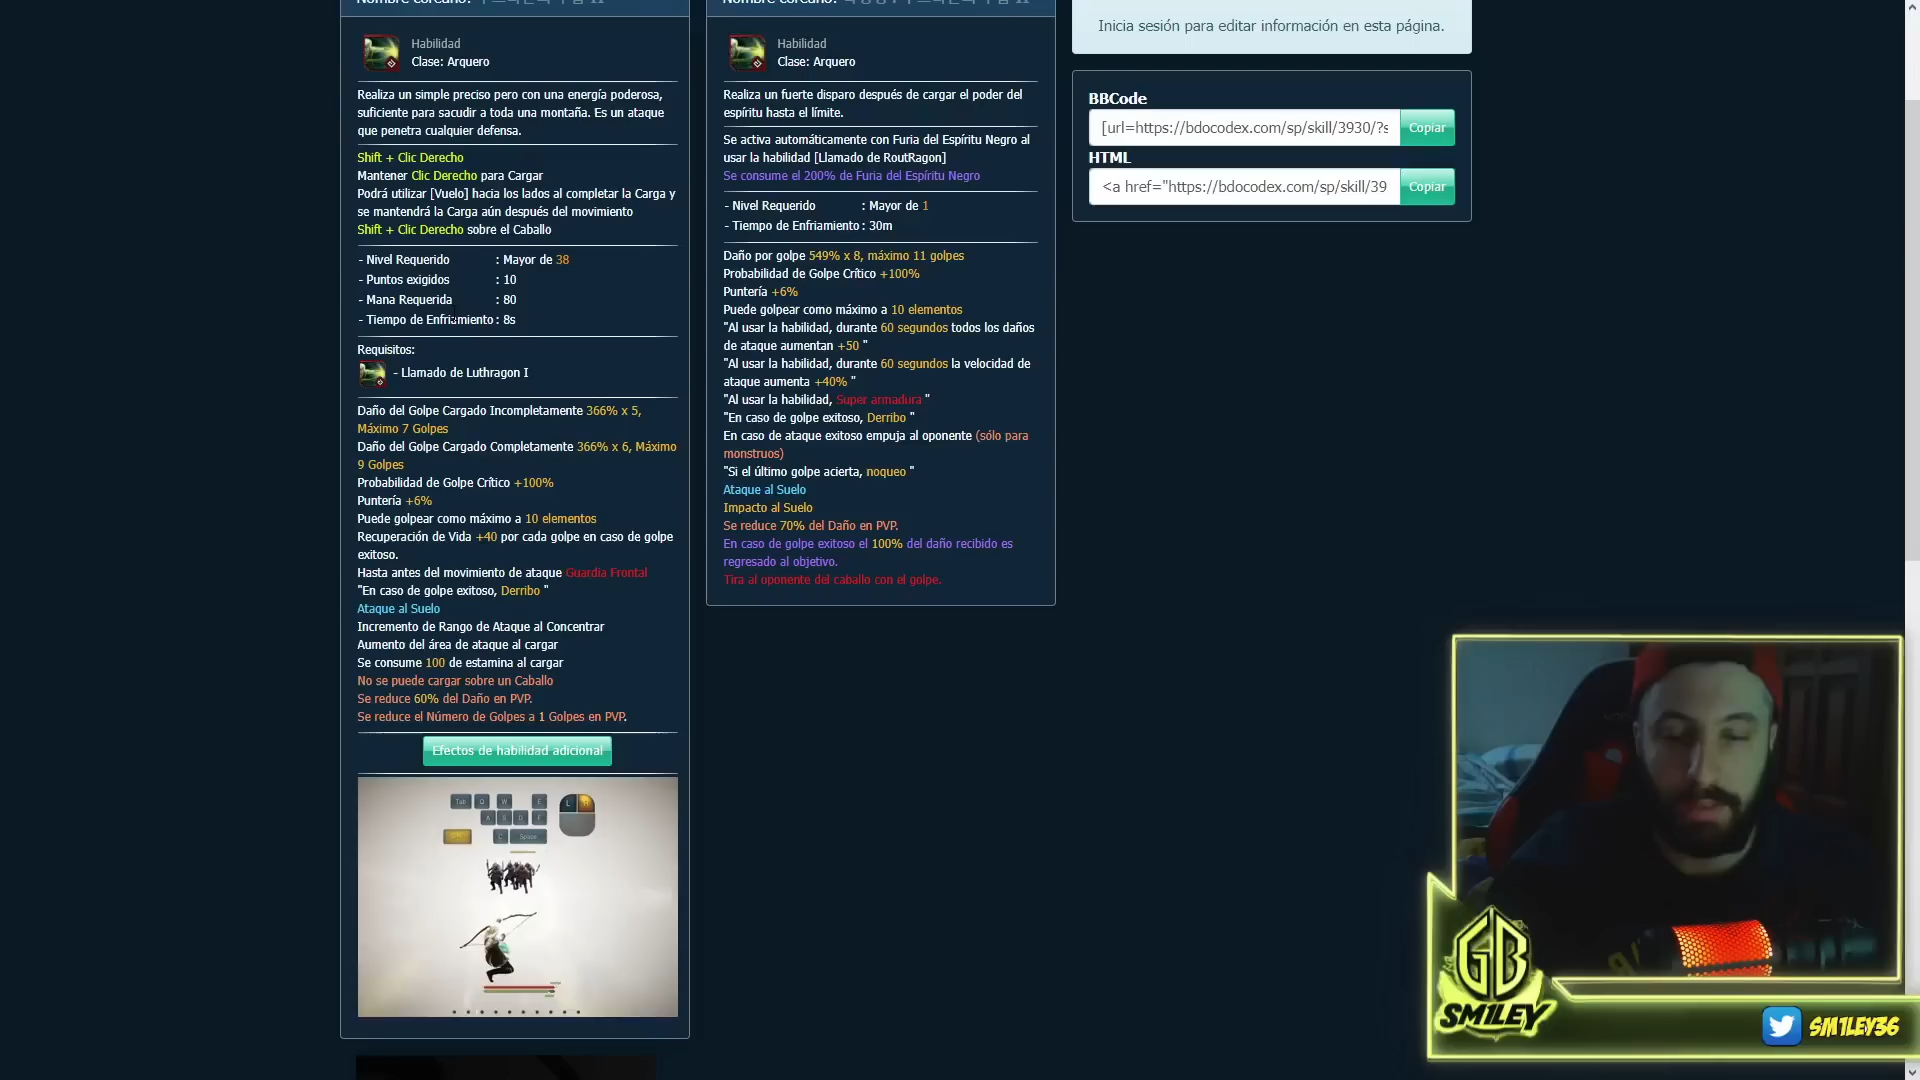 Habilidad
Clase: Arquero
Realiza un simple preciso pero con una energía poderosa,
suficiente para sacudir a toda una montaña. Es un ataque
que penetra cualquier defensa.
Shift + Clic Derecho
Mantener Clic Derecho para Cargar
Podrá utilizar [Vuelo] hacia los lados al completar la Carga y
se mantendrá la Carga aún después del movimiento
Shift + Clic Derecho sobre el Caballo
- Nivel Requerido : Mayor de 38
- Puntos exigidos : 10
- Mana Requerida : 80
- Tiempo de Enfriamiento : 8s
Requisitos:
- Llamado de Luthragon I
Daño del Golpe Cargado Incompletamente 366% x 5,
Máximo 7 Golpes
Daño del Golpe Cargado Completamente 366% x 6, Máximo
9 Golpes
Probabilidad de Golpe Crítico +100%
Puntería +6%
Puede golpear como máximo a 10 elementos
Recuperación de Vida +40 por cada golpe en caso de golpe
exitoso.
Hasta antes del movimiento de ataque Guardia Frontal
"En caso de golpe exitoso, Derribo "
Ataque al Suelo
Incremento de Rango de Ataque al Concentrar
Aumento del área de ataque al cargar
Se consume 100 de estamina al cargar
No se puede cargar sobre un Caballo
Se reduce 60% del Daño en PVP.
Se reduce el Número de Golpes a 1 Golpes en PVP.
Efectos de habilidad adicional
Tab Q W E
A S D F
C Space
L R
Habilidad
Clase: Arquero
Realiza un fuerte disparo después de cargar el poder del
espíritu hasta el límite.
Se activa automáticamente con Furia del Espíritu Negro al
usar la habilidad [Llamado de RoutRagon]
Se consume el 200% de Furia del Espíritu Negro
- Nivel Requerido : Mayor de 1
- Tiempo de Enfriamiento : 30m
Daño por golpe 549% x 8, máximo 11 golpes
Probabilidad de Golpe Crítico +100%
Puntería +6%
Puede golpear como máximo a 10 elementos
"Al usar la habilidad, durante 60 segundos todos los daños
de ataque aumentan +50 "
"Al usar la habilidad, durante 60 segundos la velocidad de
ataque aumenta +40% "
"Al usar la habilidad, Super armadura "
"En caso de golpe exitoso, Derribo "
En caso de ataque exitoso empuja al oponente (sólo para
monstruos)
"Si el último golpe acierta, noqueo "
Ataque al Suelo
Impacto al Suelo
Se reduce 70% del Daño en PVP.
En caso de golpe exitoso el 100% del daño recibido es
regresado al objetivo.
Tira al oponente del caballo con el golpe.
Inicia sesión para editar información en esta página.
BBCode
[url=https://bdocodex.com/sp/skill/3930/?s
Copiar
HTML
<a href="https://bdocodex.com/sp/skill/39
Copiar
GB
SM1LEY
SM1LEY36